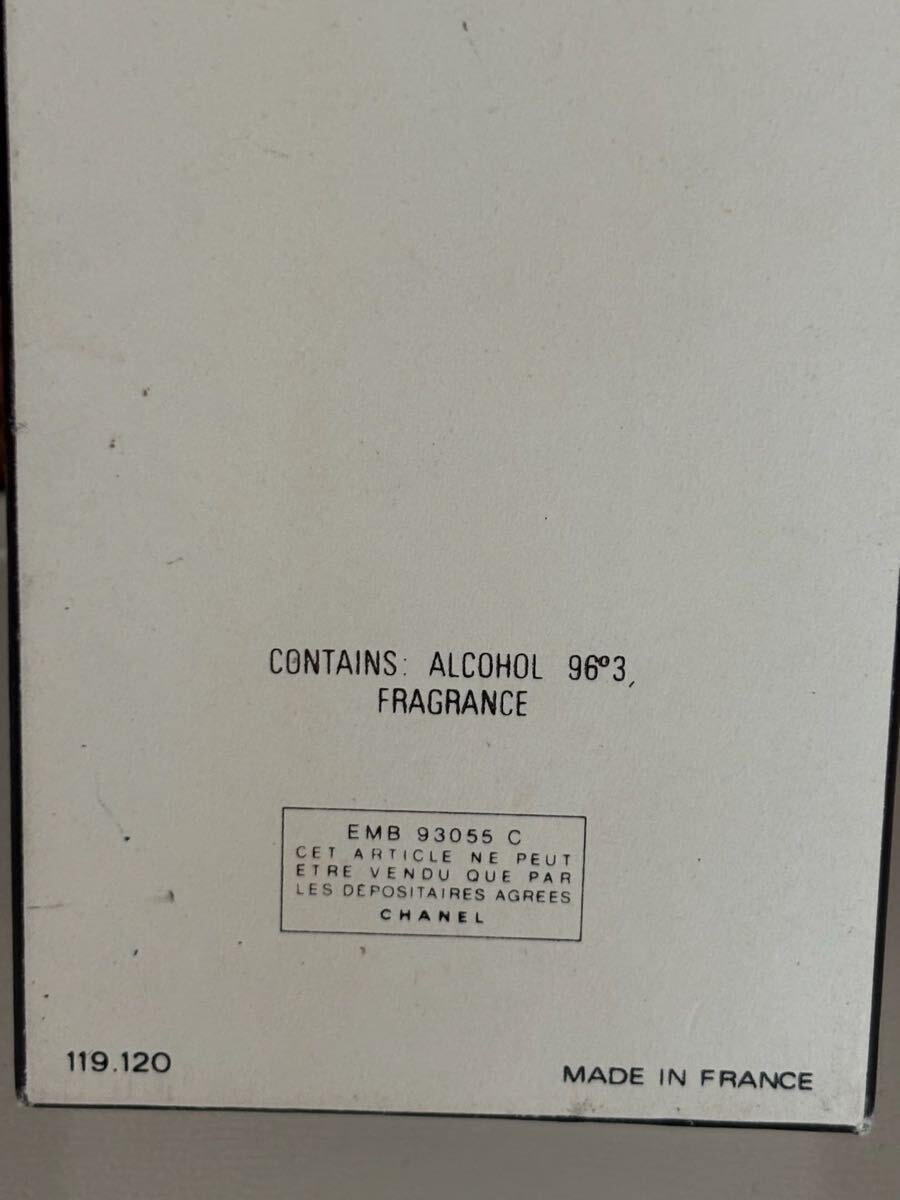 CONTAINS: ALCOHOL 96°3,
FRAGRANCE
EMB 93055 C
CET ARTICLE NE PEUT
ETRE VENDU QUE PAR
LES DÉPOSITAIRES AGREES
CHANEL
119.120
MADE IN FRANCE